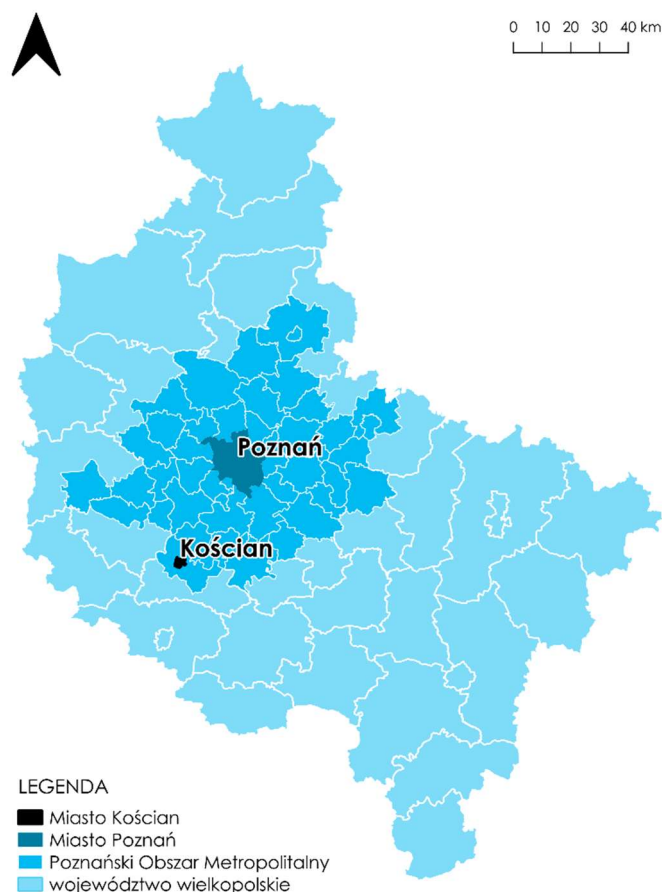 0 10 20 30 40 km
Poznań
Kościan
LEGENDA
Miasto Kościan
Miasto Poznań
Poznański Obszar Metropolitalny
województwo wielkopolskie